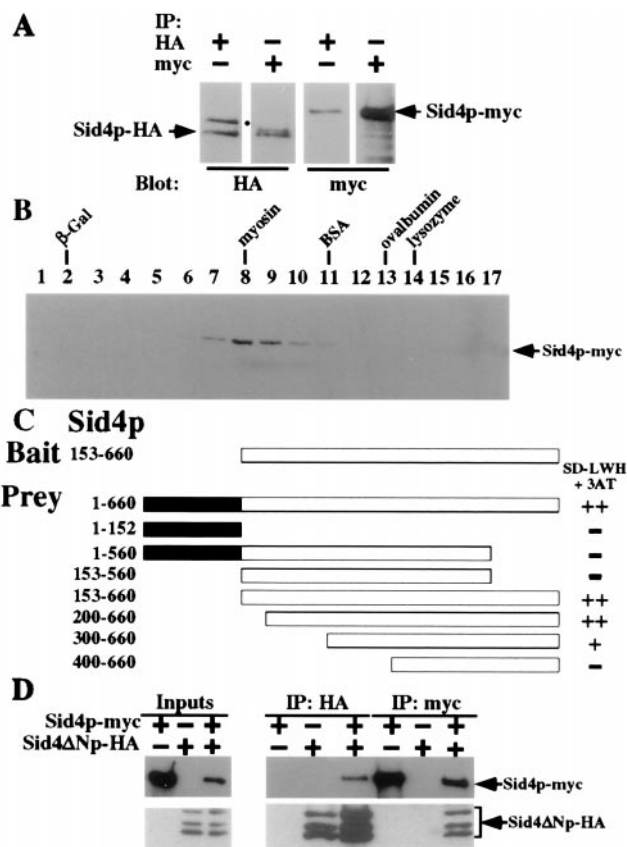 A
IP:
HA + − + −
myc − + − +
Sid4p-HA
Sid4p-myc
Blot: HA myc
B
β-Gal myosin BSA ovalbumin lysozyme
1 2 3 4 5 6 7 8 9 10 11 12 13 14 15 16 17
Sid4p-myc
C Sid4p
Bait 153-660
SD-LWH
+ 3AT
Prey 1-660 ++
1-152 −
1-560 −
153-560 −
153-660 ++
200-660 ++
300-660 +
400-660 −
D
Inputs IP: HA IP: myc
Sid4p-myc + − + + − + + − +
Sid4ΔNp-HA − + + − + + − + +
Sid4p-myc
Sid4ΔNp-HA